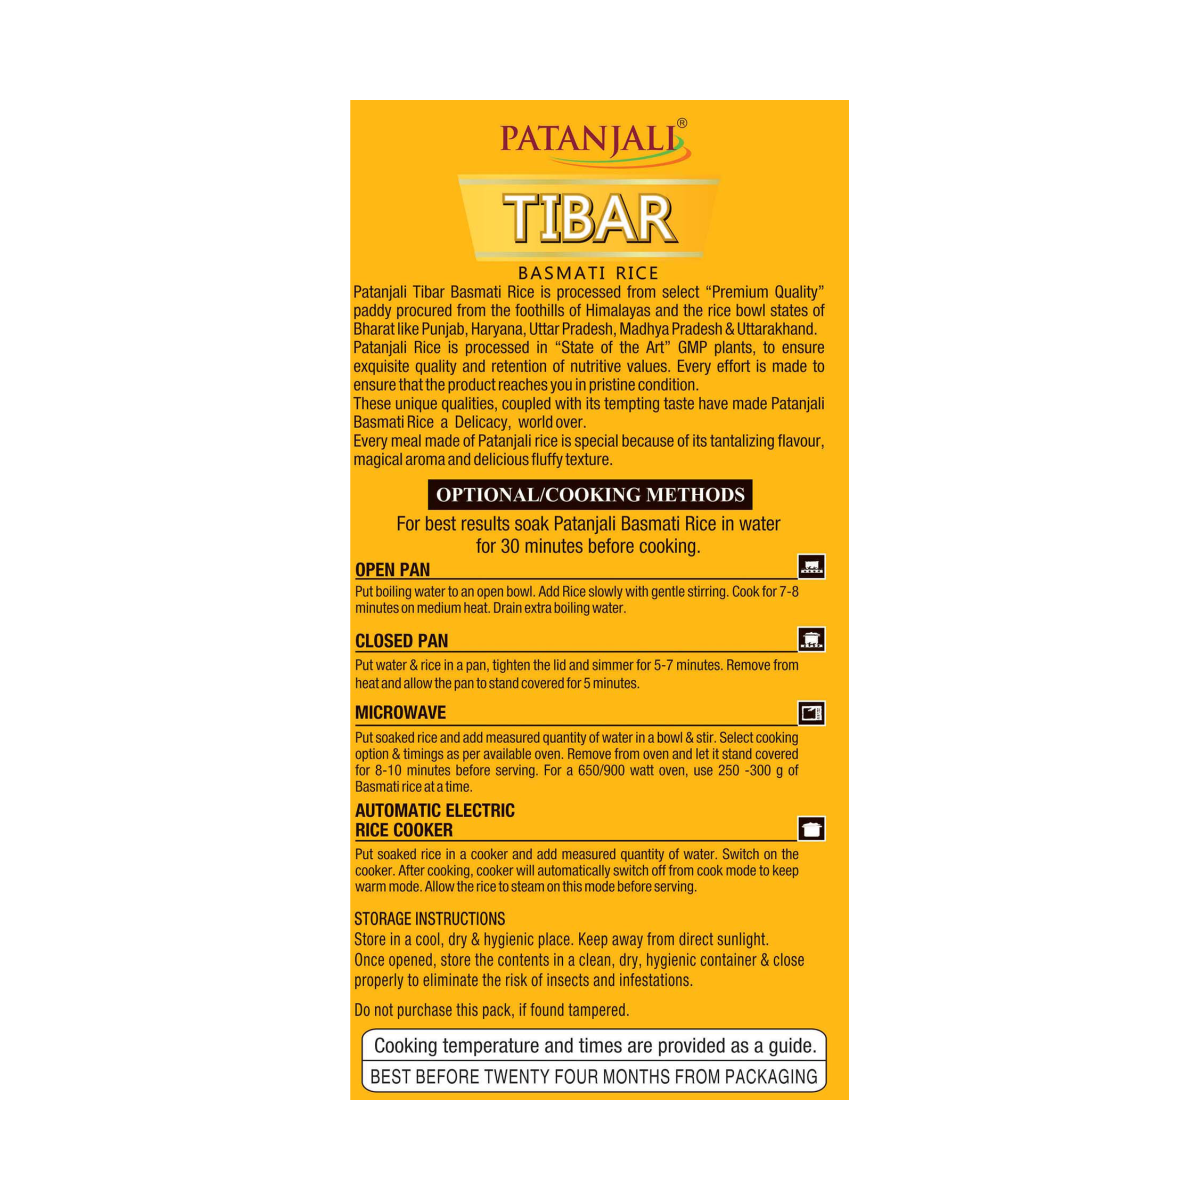 PATANJALI®
TIBAR
BASMATI RICE
Patanjali Tibar Basmati Rice is processed from select “Premium Quality”
paddy procured from the foothills of Himalayas and the rice bowl states of
Bharat like Punjab, Haryana, Uttar Pradesh, Madhya Pradesh & Uttarakhand.
Patanjali Rice is processed in “State of the Art” GMP plants, to ensure
exquisite quality and retention of nutritive values. Every effort is made to
ensure that the product reaches you in pristine condition.
These unique qualities, coupled with its tempting taste have made Patanjali
Basmati Rice a Delicacy, world over.
Every meal made of Patanjali rice is special because of its tantalizing flavour,
magical aroma and delicious fluffy texture.
OPTIONAL/COOKING METHODS
For best results soak Patanjali Basmati Rice in water
for 30 minutes before cooking.
OPEN PAN
Put boiling water to an open bowl. Add Rice slowly with gentle stirring. Cook for 7-8
minutes on medium heat. Drain extra boiling water.
CLOSED PAN
Put water & rice in a pan, tighten the lid and simmer for 5-7 minutes. Remove from
heat and allow the pan to stand covered for 5 minutes.
MICROWAVE
Put soaked rice and add measured quantity of water in a bowl & stir. Select cooking
option & timings as per available oven. Remove from oven and let it stand covered
for 8-10 minutes before serving. For a 650/900 watt oven, use 250 -300 g of
Basmati rice at a time.
AUTOMATIC ELECTRIC
RICE COOKER
Put soaked rice in a cooker and add measured quantity of water. Switch on the
cooker. After cooking, cooker will automatically switch off from cook mode to keep
warm mode. Allow the rice to steam on this mode before serving.
STORAGE INSTRUCTIONS
Store in a cool, dry & hygienic place. Keep away from direct sunlight.
Once opened, store the contents in a clean, dry, hygienic container & close
properly to eliminate the risk of insects and infestations.
Do not purchase this pack, if found tampered.
Cooking temperature and times are provided as a guide.
BEST BEFORE TWENTY FOUR MONTHS FROM PACKAGING